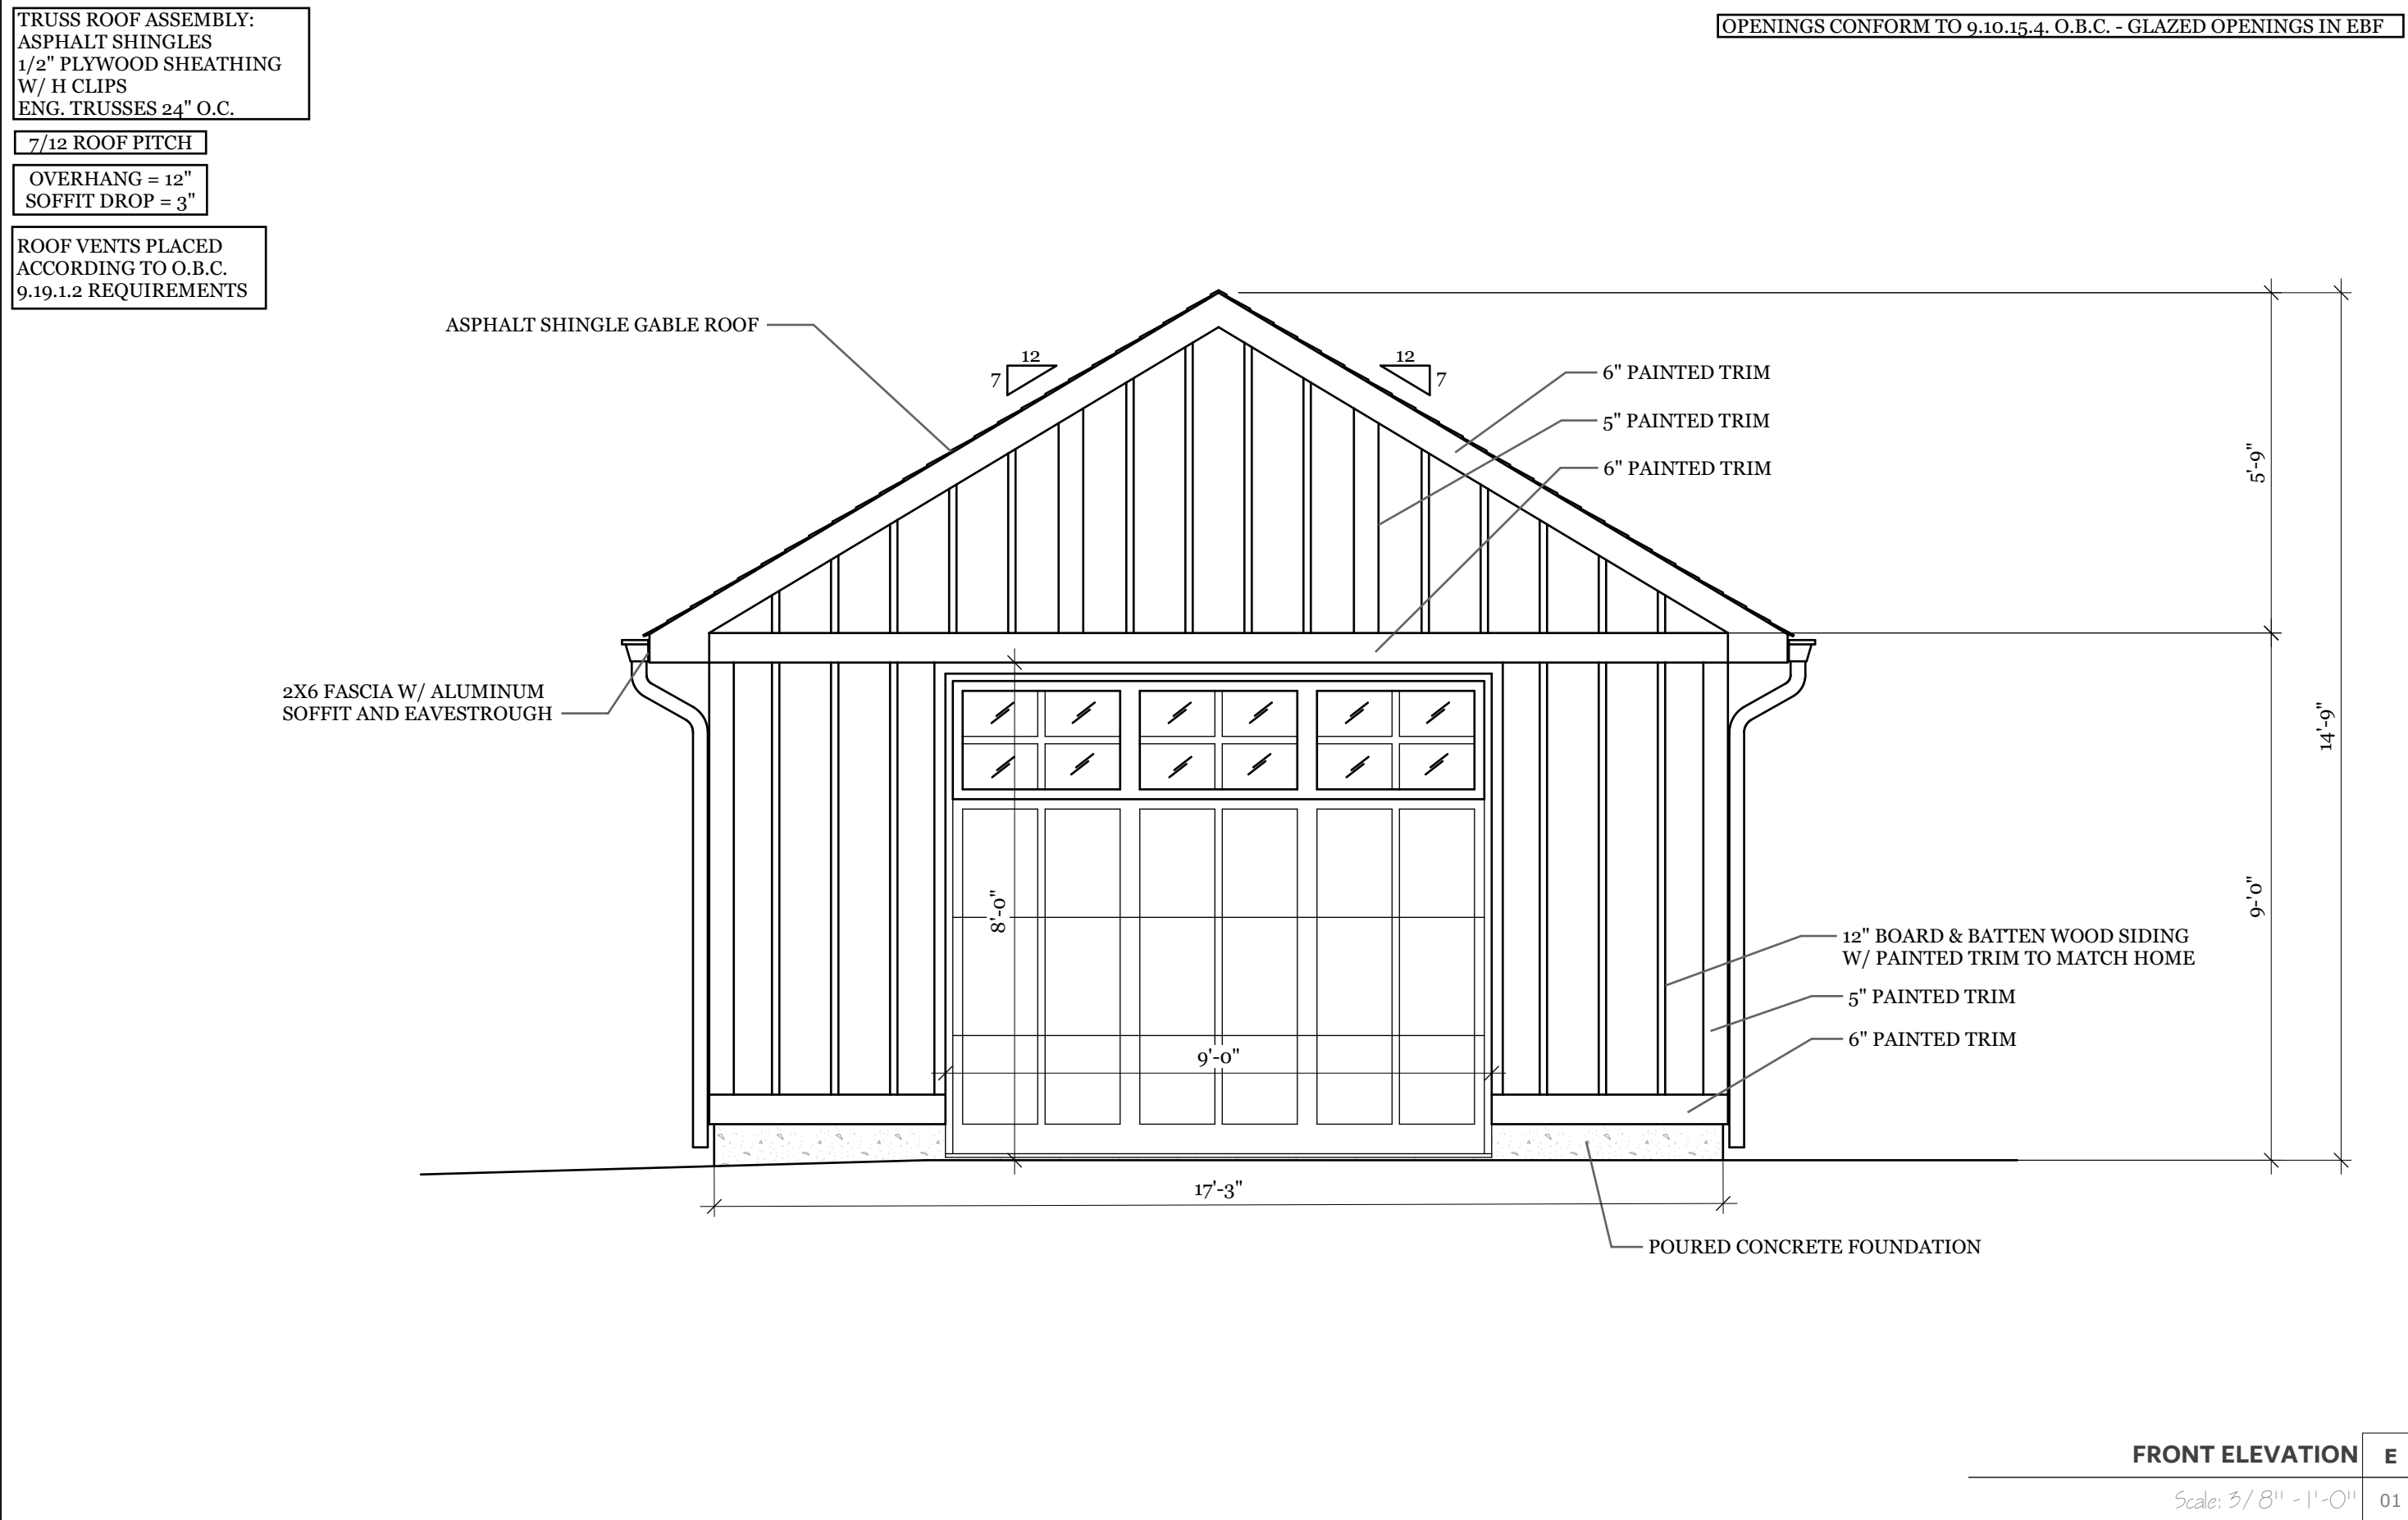 TRUSS ROOF ASSEMBLY:
ASPHALT SHINGLES
1/2" PLYWOOD SHEATHING
W/ H CLIPS
ENG. TRUSSES 24" O.C.
7/12 ROOF PITCH
OVERHANG = 12"
SOFFIT DROP = 3"
ROOF VENTS PLACED
ACCORDING TO O.B.C.
9.19.1.2 REQUIREMENTS
OPENINGS CONFORM TO 9.10.15.4. O.B.C. - GLAZED OPENINGS IN EBF
ASPHALT SHINGLE GABLE ROOF
12
7
12
7
6" PAINTED TRIM
5" PAINTED TRIM
6" PAINTED TRIM
5'-9"
14'-9"
2X6 FASCIA W/ ALUMINUM
SOFFIT AND EAVESTROUGH
8'-0"
9'-0"
9-'0"
12" BOARD & BATTEN WOOD SIDING
W/ PAINTED TRIM TO MATCH HOME
5" PAINTED TRIM
6" PAINTED TRIM
17'-3"
POURED CONCRETE FOUNDATION
FRONT ELEVATION E
Scale: 3/8" - 1'-0" 01